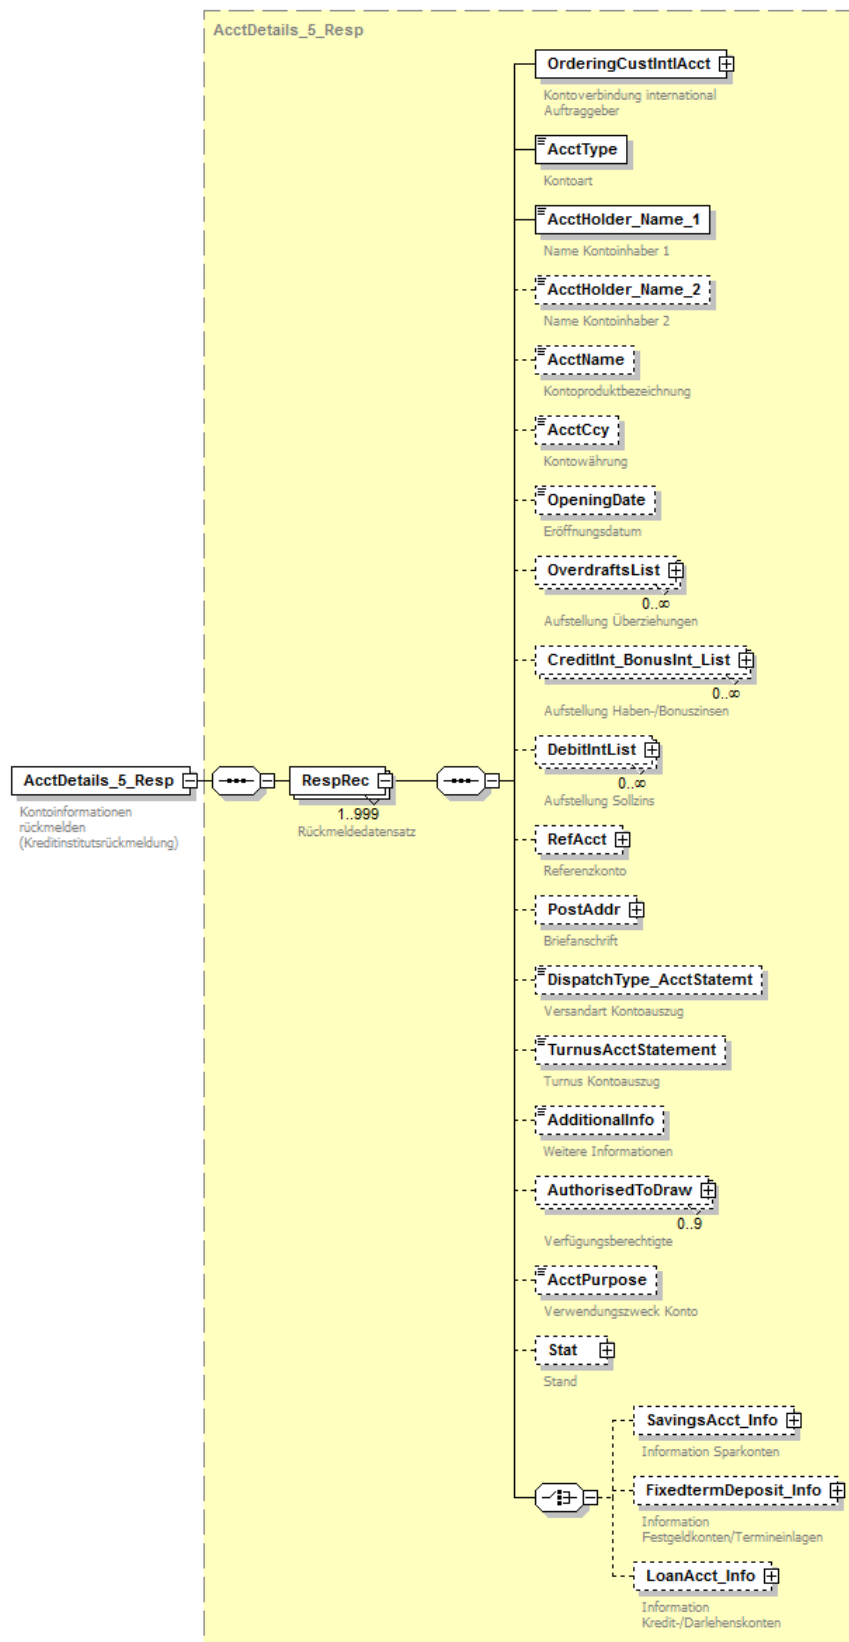 AcctDetails_5_Resp
OrderingCustIntlAcct
Kontoverbindung international
Auftraggeber
AcctType
Kontoart
AcctHolder_Name_1
Name Kontoinhaber 1
AcctHolder_Name_2
Name Kontoinhaber 2
AcctName
Kontoproduktbezeichnung
AcctCcy
Kontowährung
OpeningDate
Eröffnungsdatum
OverdraftsList
0..∞
Aufstellung Überziehungen
CreditInt_BonusInt_List
0..∞
Aufstellung Haben-/Bonuszinsen
DebitIntList
0..∞
Aufstellung Sollzins
AcctDetails_5_Resp
Kontoinformationen
rückmelden
(Kreditinstitutsrückmeldung)
RespRec
1..999
Rückmeldedatensatz
RefAcct
Referenzkonto
PostAddr
Briefanschrift
DispatchType_AcctStatemt
Versandart Kontoauszug
TurnusAcctStatement
Turnus Kontoauszug
AdditionalInfo
Weitere Informationen
AuthorisedToDraw
0..9
Verfügungsberechtigte
AcctPurpose
Verwendungszweck Konto
Stat
Stand
SavingsAcct_Info
Information Sparkonten
FixedtermDeposit_Info
Information
Festgeldkonten/Termineinlagen
LoanAcct_Info
Information
Kredit-/Darlehenskonten